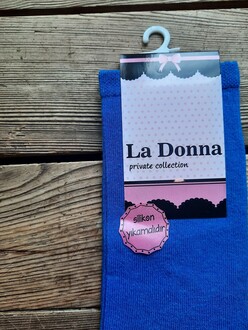 La Donna
private collection
silikon
yıkamalıdır